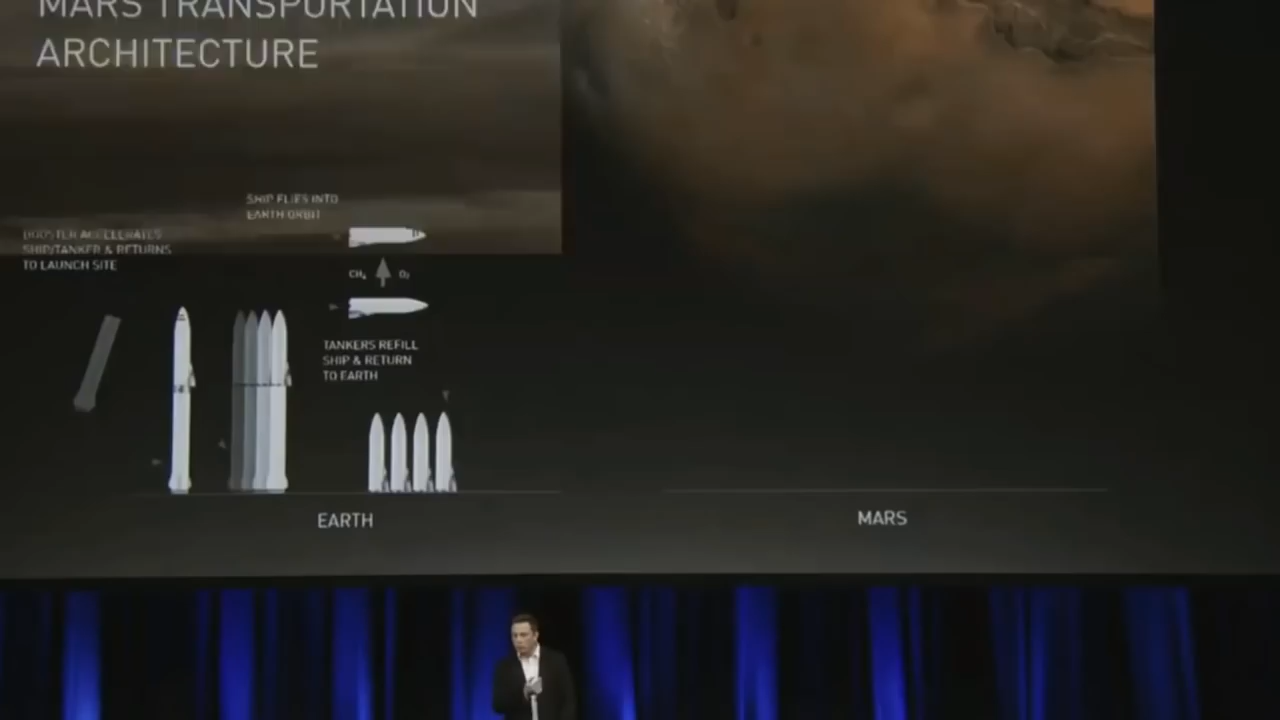 MARS TRANSPORTATION
ARCHITECTURE
SHIP FLIES INTO
EARTH ORBIT
BOOSTER ACCELERATES
SHIP/TANKER & RETURNS
TO LAUNCH SITE
CH₄ O₂
TANKERS REFILL
SHIP & RETURN
TO EARTH
EARTH
MARS